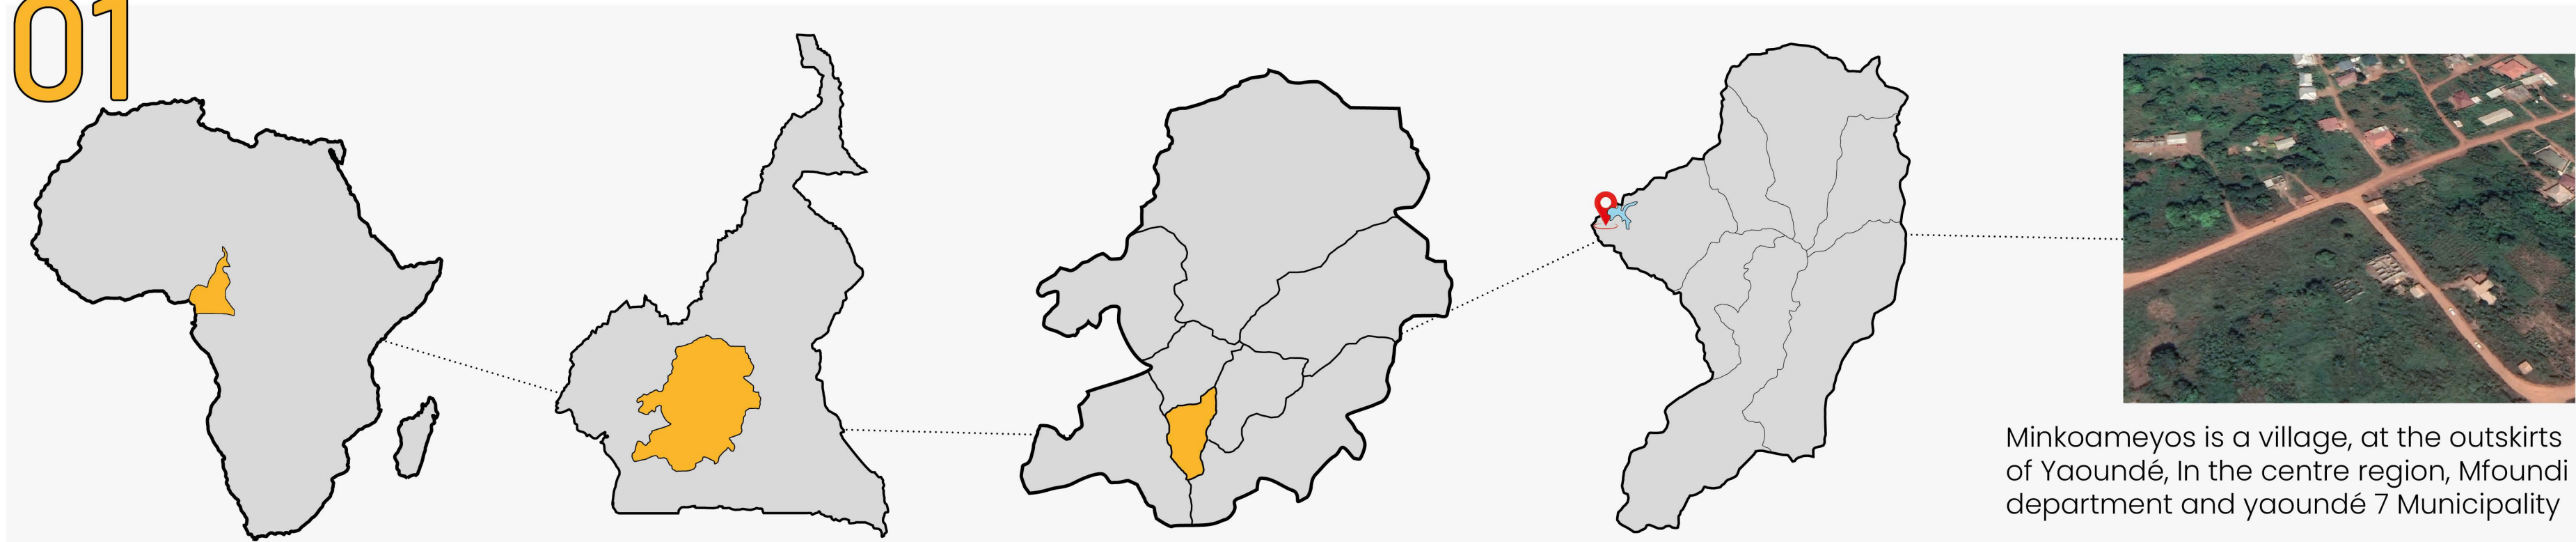 01
Minkoameyos is a village, at the outskirts
of Yaoundé, In the centre region, Mfoundi
department and yaoundé 7 Municipality